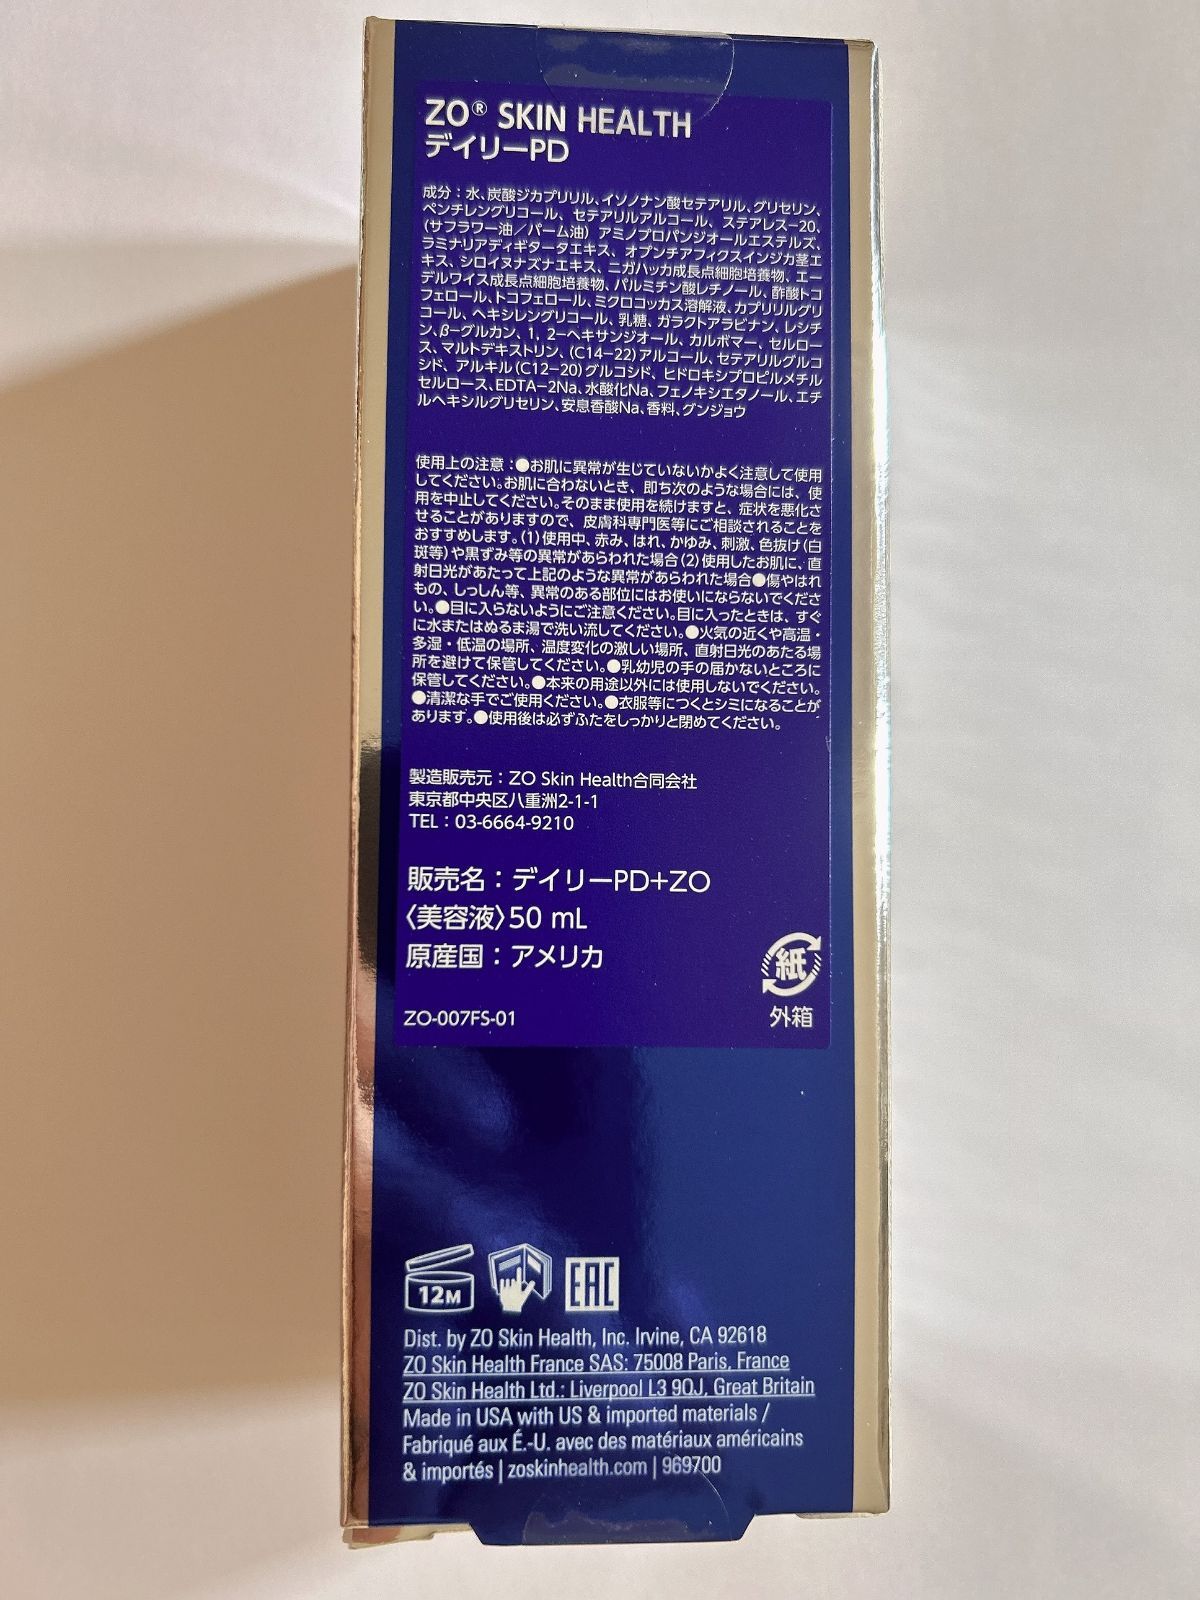 ZO® SKIN HEALTH
デイリーPD
成分：水、炭酸ジカプリリル、イソノナン酸セテアリル、グリセリン、
ペンチレングリコール、セテアリルアルコール、ステアレス-20、
(サフラワー油／パーム油) アミノプロパンジオールエステルズ、
ラミナリアディギタータエキス、オプンチアフィクスインジカ茎エ
キス、シロイヌナズナエキス、ニガハッカ成長点細胞培養物、エー
デルワイス成長点細胞培養物、パルミチン酸レチノール、酢酸トコ
フェロール、トコフェロール、ミクロコッカス溶解液、カプリリルグリ
コール、ヘキシレングリコール、乳糖、ガラクトアラビナン、レシチ
ン、β-グルカン、1，2-ヘキサンジオール、カルボマー、セルロー
ス、マルトデキストリン、(C14-22)アルコール、セテアリルグルコ
シド、アルキル(C12-20)グルコシド、ヒドロキシプロピルメチル
セルロース、EDTA-2Na、水酸化Na、フェノキシエタノール、エチ
ルヘキシルグリセリン、安息香酸Na、香料、グンジョウ
使用上の注意：●お肌に異常が生じていないかよく注意して使用
してください。お肌に合わないとき、即ち次のような場合には、使
用を中止してください。そのまま使用を続けますと、症状を悪化さ
せることがありますので、皮膚科専門医等にご相談されることを
おすすめします。(1)使用中、赤み、はれ、かゆみ、刺激、色抜け(白
斑等)や黒ずみ等の異常があらわれた場合(2)使用したお肌に、直
射日光があたって上記のような異常があらわれた場合●傷やはれ
もの、しっしん等、異常のある部位にはお使いにならないでくださ
い。●目に入らないようにご注意ください。目に入ったときは、すぐ
に水またはぬるま湯で洗い流してください。●火気の近くや高温・
多湿・低温の場所、温度変化の激しい場所、直射日光のあたる場
所を避けて保管してください。●乳幼児の手の届かないところに
保管してください。●本来の用途以外には使用しないでください。
●清潔な手でご使用ください。●衣服等につくとシミになることが
あります。●使用後は必ずふたをしっかりと閉めてください。
製造販売元：ZO Skin Health合同会社
東京都中央区八重洲2-1-1
TEL：03-6664-9210
販売名：デイリーPD+ZO
〈美容液〉50 mL
原産国：アメリカ
紙
外箱
ZO-007FS-01
12M
EAC
Dist. by ZO Skin Health, Inc. Irvine, CA 92618
ZO Skin Health France SAS: 75008 Paris, France
ZO Skin Health Ltd.: Liverpool L3 9QJ, Great Britain
Made in USA with US & imported materials /
Fabriqué aux É.-U. avec des matériaux américains
& importés | zoskinhealth.com | 969700